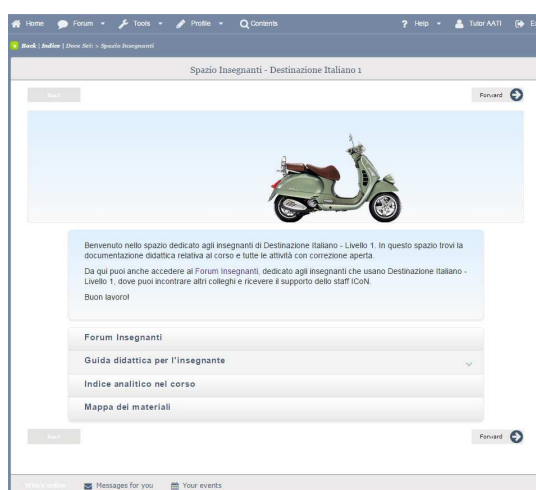 Home Forum Tools Profile Contents ? Help Tutor AATI
Back | Indice | Dove Sei: > Spazio Insegnanti
Spazio Insegnanti - Destinazione Italiano 1
Back Forward
Benvenuto nello spazio dedicato agli insegnanti di Destinazione Italiano - Livello 1. In questo spazio trovi la
documentazione didattica relativa al corso e tutte le attività con correzione aperta.
Da qui puoi anche accedere al Forum Insegnanti, dedicato agli insegnanti che usano Destinazione Italiano -
Livello 1, dove puoi incontrare altri colleghi e ricevere il supporto dello staff ICoN.
Buon lavoro!
Forum Insegnanti
Guida didattica per l'insegnante
Indice analitico nel corso
Mappa dei materiali
Back Forward
Who's online Messages for you Your events